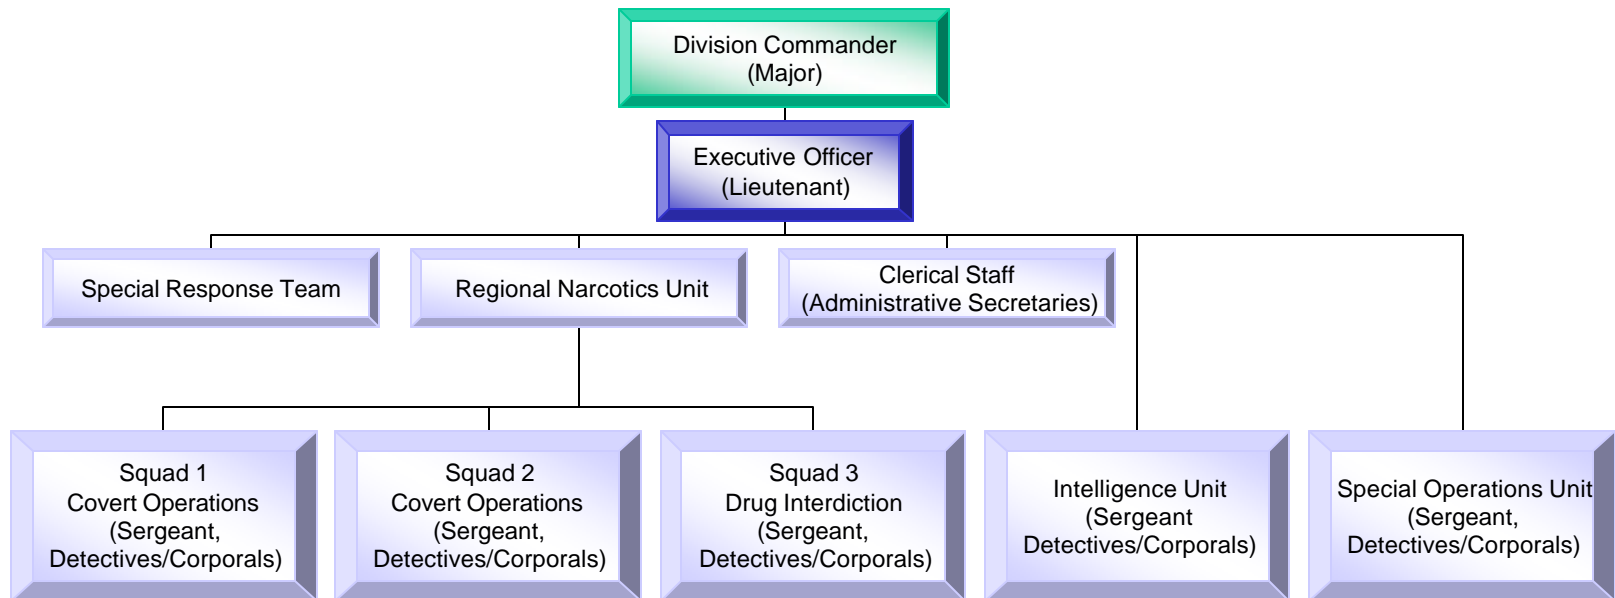 Division Commander
(Major)
Executive Officer
(Lieutenant)
Special Response Team
Regional Narcotics Unit
Clerical Staff
(Administrative Secretaries)
Squad 1
Covert Operations
(Sergeant,
Detectives/Corporals)
Squad 2
Covert Operations
(Sergeant,
Detectives/Corporals)
Squad 3
Drug Interdiction
(Sergeant,
Detectives/Corporals)
Intelligence Unit
(Sergeant
Detectives/Corporals)
Special Operations Unit
(Sergeant,
Detectives/Corporals)